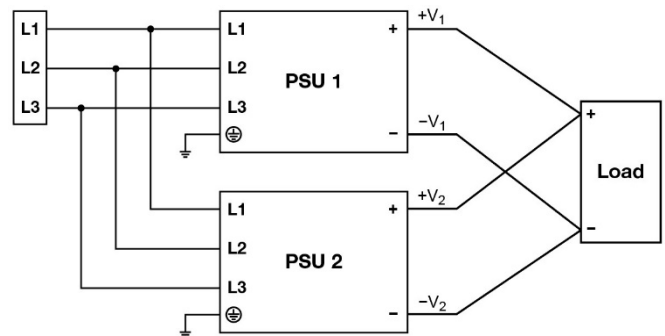 L1
L2
L3
L1
L2
L3
PSU 1
+
−
+V₁
−V₁
L1
L2
L3
PSU 2
+
−
+V₂
−V₂
+
Load
−